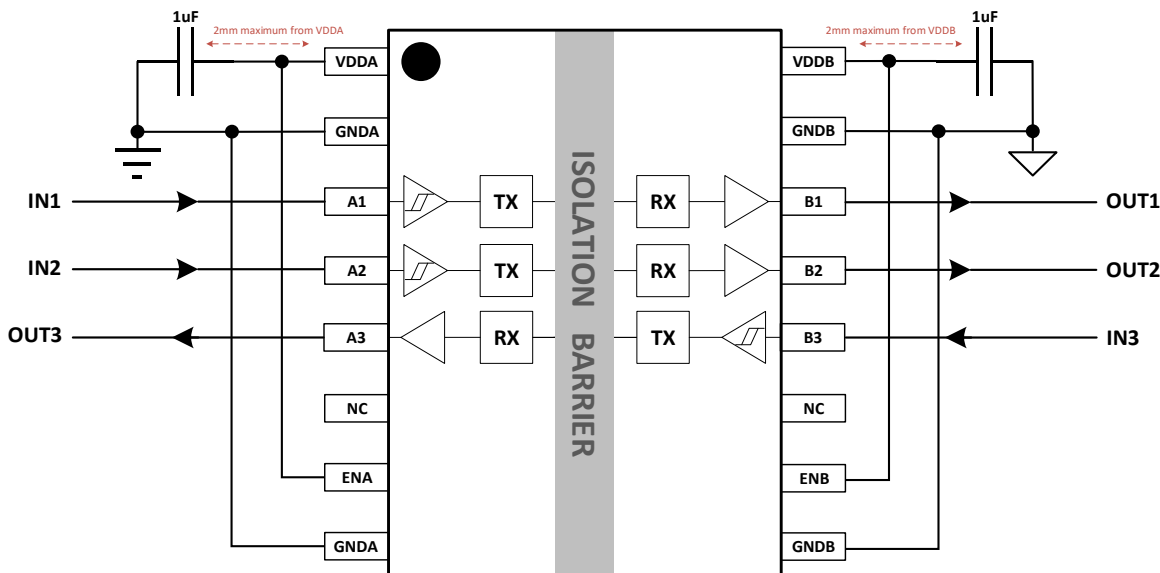 1uF
1uF
2mm maximum from VDDA
2mm maximum from VDDB
VDDA
VDDB
GNDA
GNDB
ISOLATION BARRIER
IN1
A1
TX
RX
B1
OUT1
IN2
A2
TX
RX
B2
OUT2
OUT3
A3
RX
TX
B3
IN3
NC
NC
ENA
ENB
GNDA
GNDB